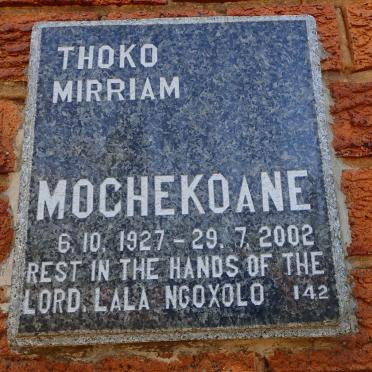 THOKO
MIRRIAM
MOCHEKOANE
6.10. 1927 - 29. 7. 2002
REST IN THE HANDS OF THE
LORD. LALA NGOXOLO 142